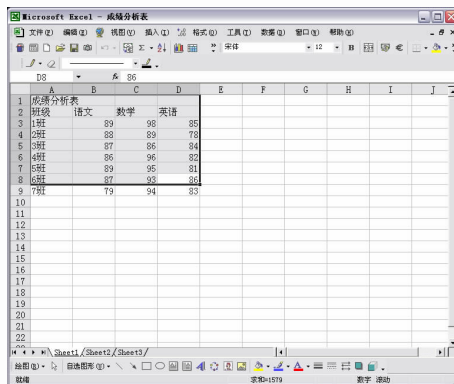 Microsoft Excel - 成绩分析表
文件(F) 编辑(E) 视图(V) 插入(I) 格式(O) 工具(T) 数据(D) 窗口(W) 帮助(H)
宋体 12 B
D8 fx 86
A B C D E F G H I J
1 成绩分析表
2 班级 语文 数学 英语
3 1班 89 98 85
4 2班 88 89 78
5 3班 87 86 84
6 4班 86 96 82
7 5班 89 95 81
8 6班 87 93 86
9 7班 79 94 83
10
11
12
13
14
15
16
17
18
19
20
21
22
Sheet1 Sheet2 Sheet3
绘图(R) 自选图形(U)
就绪 求和=1579 数字 滚动